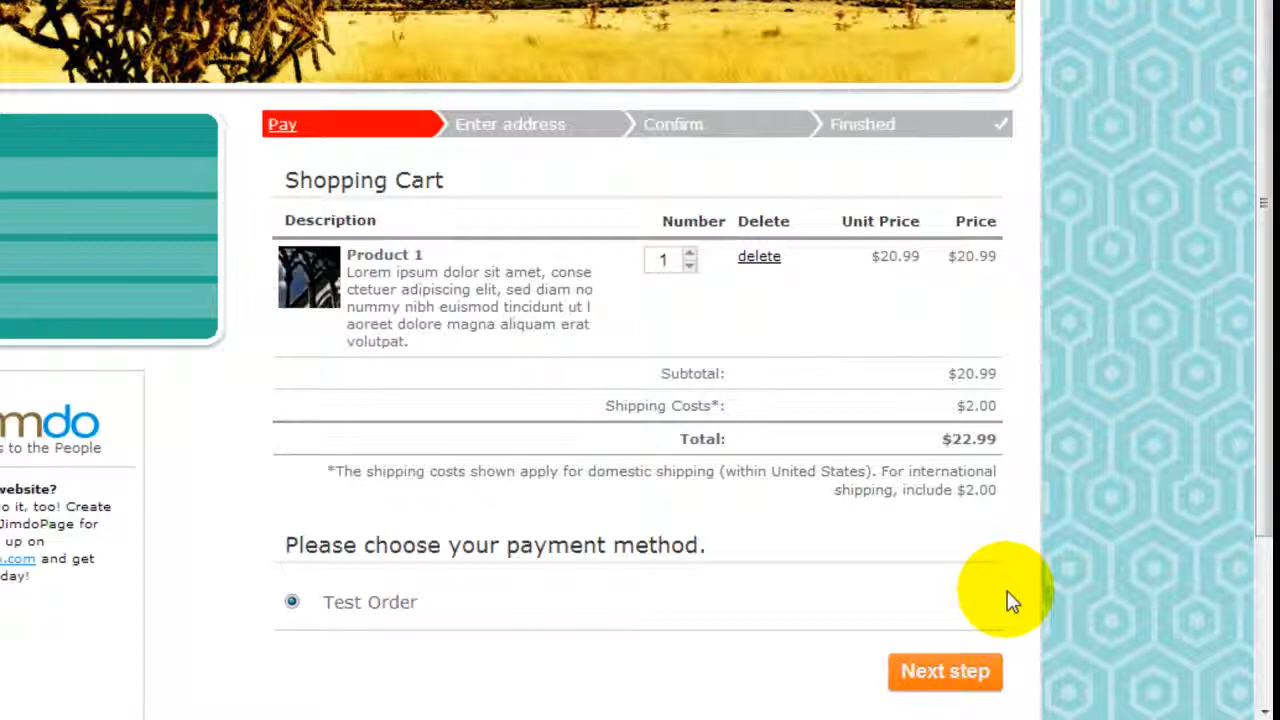 Pay
Enter address
Confirm
Finished
Shopping Cart
Description Number Delete Unit Price Price
Product 1
Lorem ipsum dolor sit amet, conse
ctetuer adipiscing elit, sed diam no
nummy nibh euismod tincidunt ut l
aoreet dolore magna aliquam erat
volutpat.
1 delete $20.99 $20.99
Subtotal: $20.99
Shipping Costs*: $2.00
Total: $22.99
*The shipping costs shown apply for domestic shipping (within United States). For international
shipping, include $2.00
Please choose your payment method.
Test Order
Next step
mdo
s to the People
website?
o it, too! Create
JimdoPage for
up on
.com and get
day!